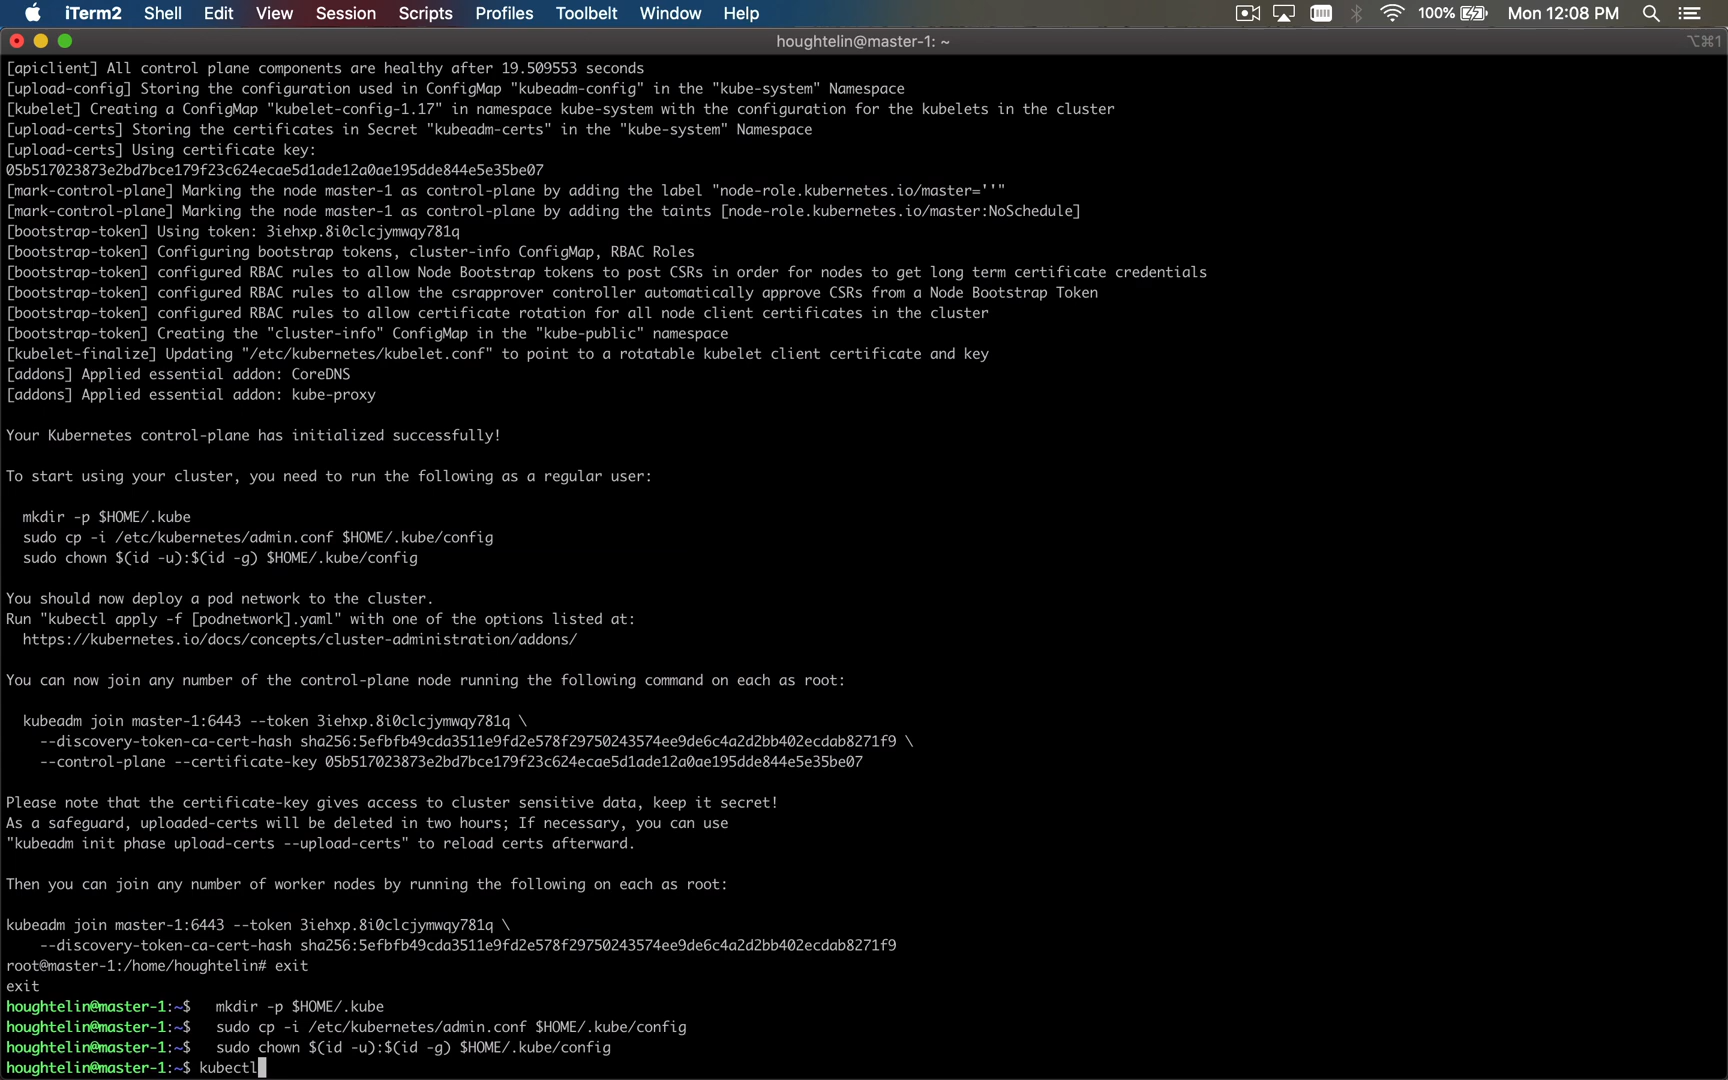 iTerm2 Shell Edit View Session Scripts Profiles Toolbelt Window Help 100% Mon 12:08 PM
houghtelin@master-1: ~ ⌥⌘1
[apiclient] All control plane components are healthy after 19.509553 seconds
[upload-config] Storing the configuration used in ConfigMap "kubeadm-config" in the "kube-system" Namespace
[kubelet] Creating a ConfigMap "kubelet-config-1.17" in namespace kube-system with the configuration for the kubelets in the cluster
[upload-certs] Storing the certificates in Secret "kubeadm-certs" in the "kube-system" Namespace
[upload-certs] Using certificate key:
05b517023873e2bd7bce179f23c624ecae5d1ade12a0ae195dde844e5e35be07
[mark-control-plane] Marking the node master-1 as control-plane by adding the label "node-role.kubernetes.io/master=''"
[mark-control-plane] Marking the node master-1 as control-plane by adding the taints [node-role.kubernetes.io/master:NoSchedule]
[bootstrap-token] Using token: 3iehxp.8i0clcjymwqy781q
[bootstrap-token] Configuring bootstrap tokens, cluster-info ConfigMap, RBAC Roles
[bootstrap-token] configured RBAC rules to allow Node Bootstrap tokens to post CSRs in order for nodes to get long term certificate credentials
[bootstrap-token] configured RBAC rules to allow the csrapprover controller automatically approve CSRs from a Node Bootstrap Token
[bootstrap-token] configured RBAC rules to allow certificate rotation for all node client certificates in the cluster
[bootstrap-token] Creating the "cluster-info" ConfigMap in the "kube-public" namespace
[kubelet-finalize] Updating "/etc/kubernetes/kubelet.conf" to point to a rotatable kubelet client certificate and key
[addons] Applied essential addon: CoreDNS
[addons] Applied essential addon: kube-proxy
Your Kubernetes control-plane has initialized successfully!
To start using your cluster, you need to run the following as a regular user:
mkdir -p $HOME/.kube
sudo cp -i /etc/kubernetes/admin.conf $HOME/.kube/config
sudo chown $(id -u):$(id -g) $HOME/.kube/config
You should now deploy a pod network to the cluster.
Run "kubectl apply -f [podnetwork].yaml" with one of the options listed at:
https://kubernetes.io/docs/concepts/cluster-administration/addons/
You can now join any number of the control-plane node running the following command on each as root:
kubeadm join master-1:6443 --token 3iehxp.8i0clcjymwqy781q \
--discovery-token-ca-cert-hash sha256:5efbfb49cda3511e9fd2e578f29750243574ee9de6c4a2d2bb402ecdab8271f9 \
--control-plane --certificate-key 05b517023873e2bd7bce179f23c624ecae5d1ade12a0ae195dde844e5e35be07
Please note that the certificate-key gives access to cluster sensitive data, keep it secret!
As a safeguard, uploaded-certs will be deleted in two hours; If necessary, you can use
"kubeadm init phase upload-certs --upload-certs" to reload certs afterward.
Then you can join any number of worker nodes by running the following on each as root:
kubeadm join master-1:6443 --token 3iehxp.8i0clcjymwqy781q \
--discovery-token-ca-cert-hash sha256:5efbfb49cda3511e9fd2e578f29750243574ee9de6c4a2d2bb402ecdab8271f9
root@master-1:/home/houghtelin# exit
exit
houghtelin@master-1:~$ mkdir -p $HOME/.kube
houghtelin@master-1:~$ sudo cp -i /etc/kubernetes/admin.conf $HOME/.kube/config
houghtelin@master-1:~$ sudo chown $(id -u):$(id -g) $HOME/.kube/config
houghtelin@master-1:~$ kubectl